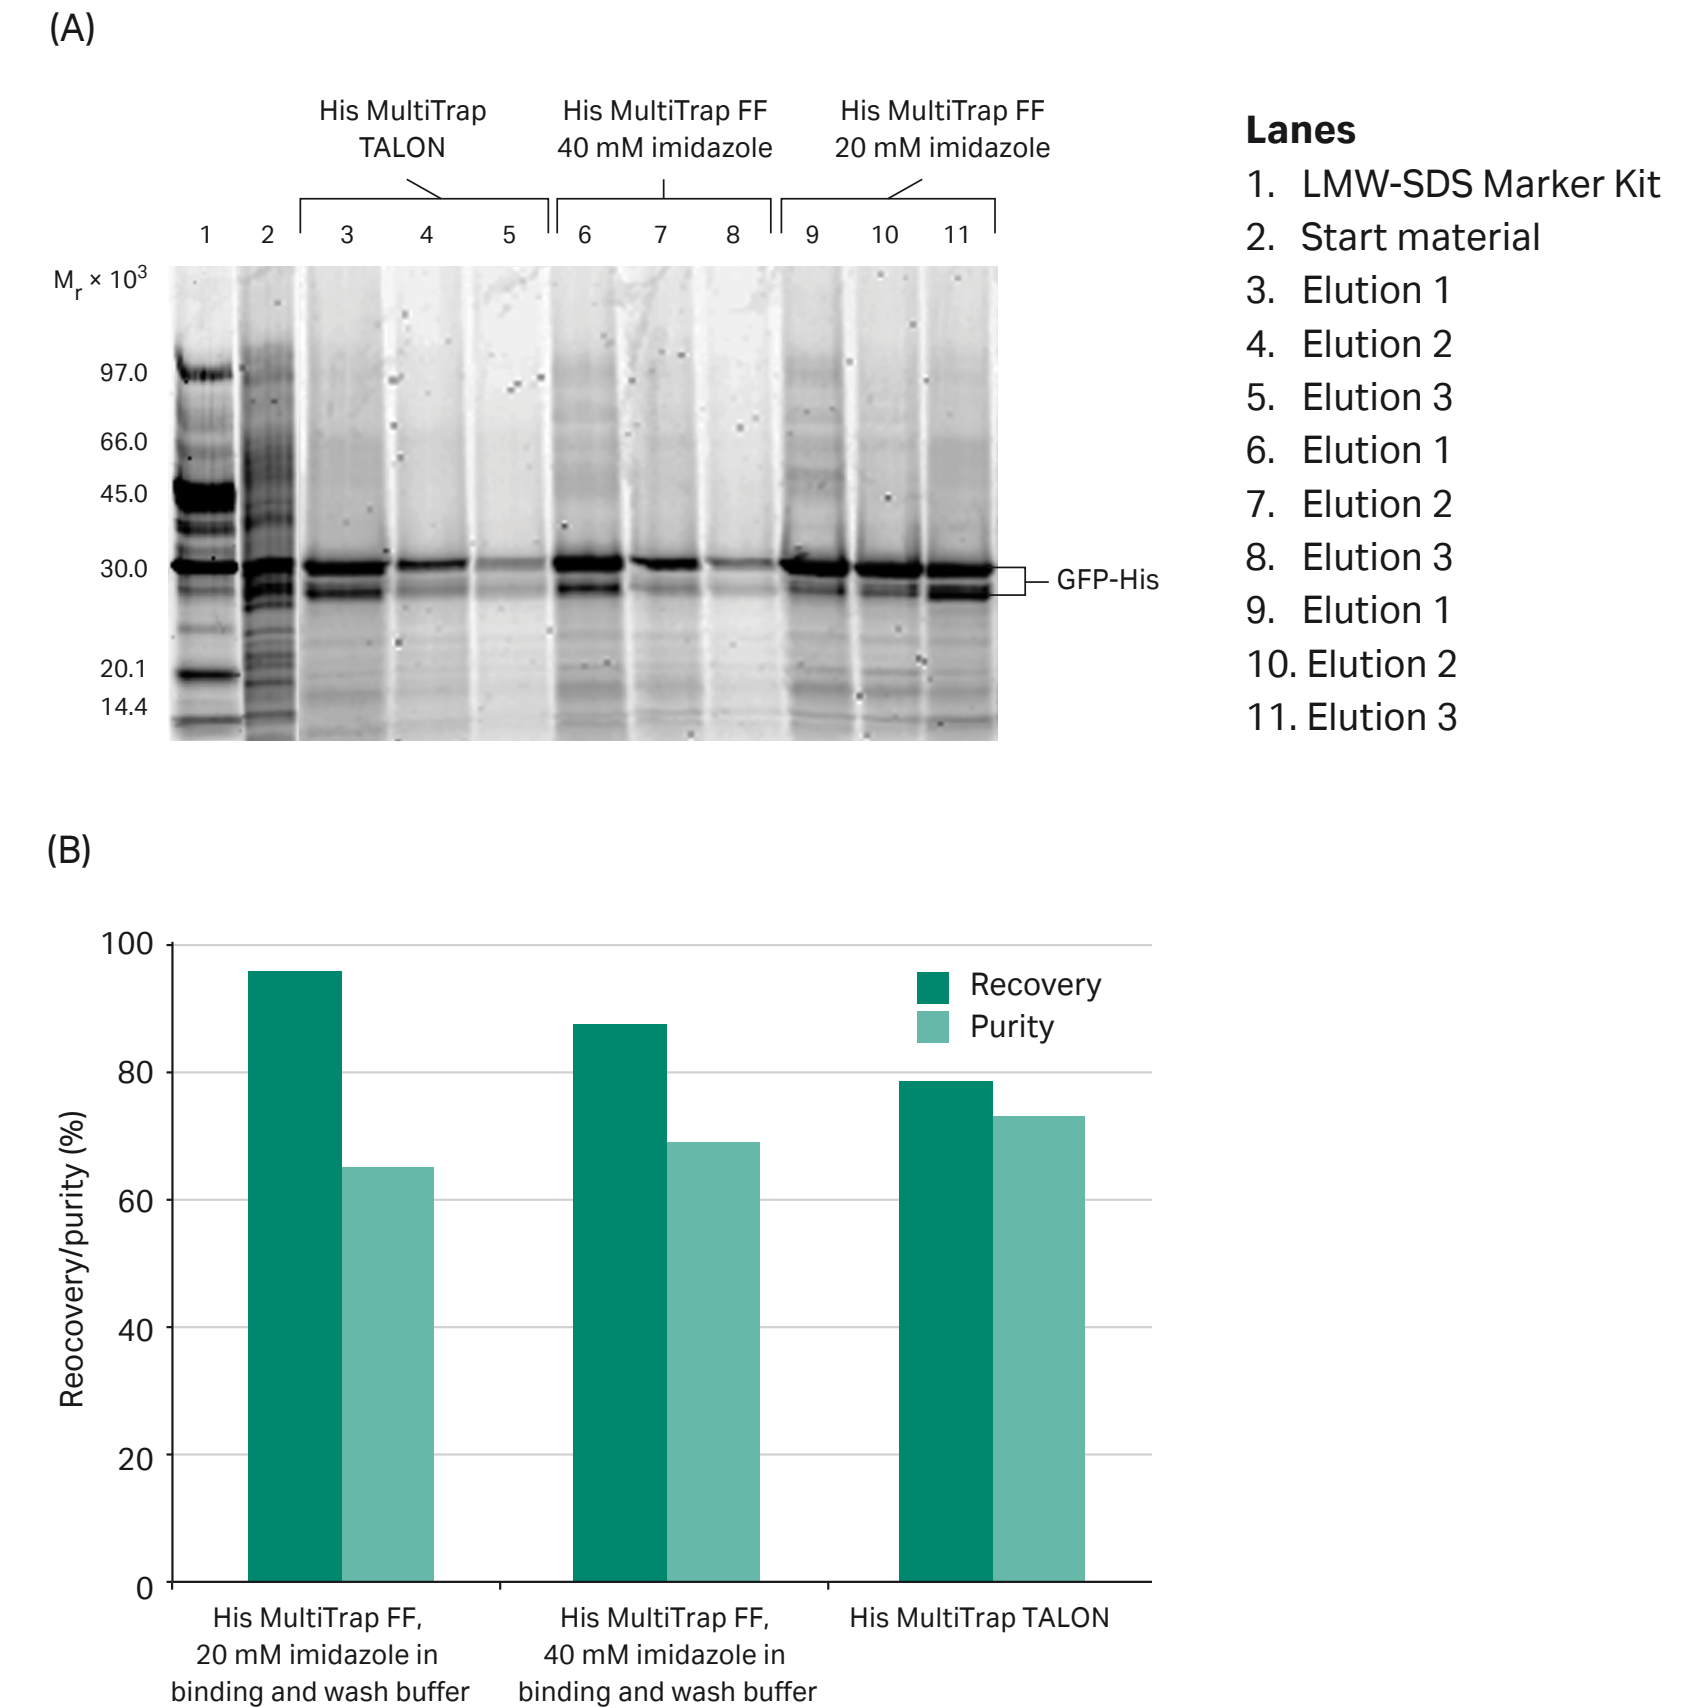 (A)
His MultiTrap
TALON
His MultiTrap FF
40 mM imidazole
His MultiTrap FF
20 mM imidazole
1 2 3 4 5 6 7 8 9 10 11
Mr × 10³
97.0
66.0
45.0
30.0
20.1
14.4
GFP-His
Lanes
1. LMW-SDS Marker Kit
2. Start material
3. Elution 1
4. Elution 2
5. Elution 3
6. Elution 1
7. Elution 2
8. Elution 3
9. Elution 1
10. Elution 2
11. Elution 3
(B)
Reocovery/purity (%)
100
80
60
40
20
0
Recovery
Purity
His MultiTrap FF,
20 mM imidazole in
binding and wash buffer
His MultiTrap FF,
40 mM imidazole in
binding and wash buffer
His MultiTrap TALON